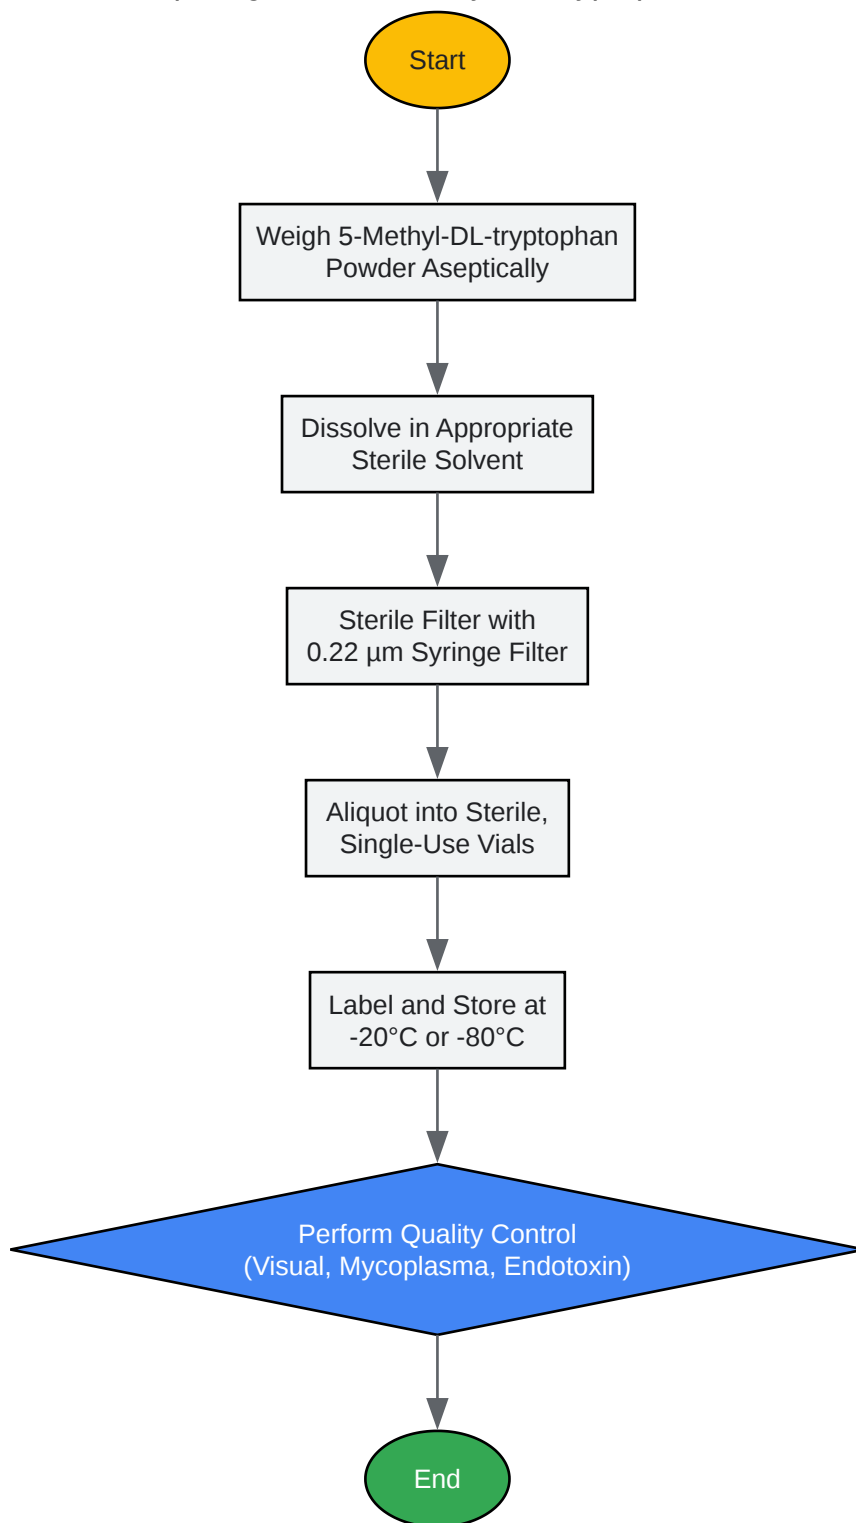 Start
Weigh 5-Methyl-DL-tryptophan
Powder Aseptically
Dissolve in Appropriate
Sterile Solvent
Sterile Filter with
0.22 µm Syringe Filter
Aliquot into Sterile,
Single-Use Vials
Label and Store at
-20°C or -80°C
Perform Quality Control
(Visual, Mycoplasma, Endotoxin)
End